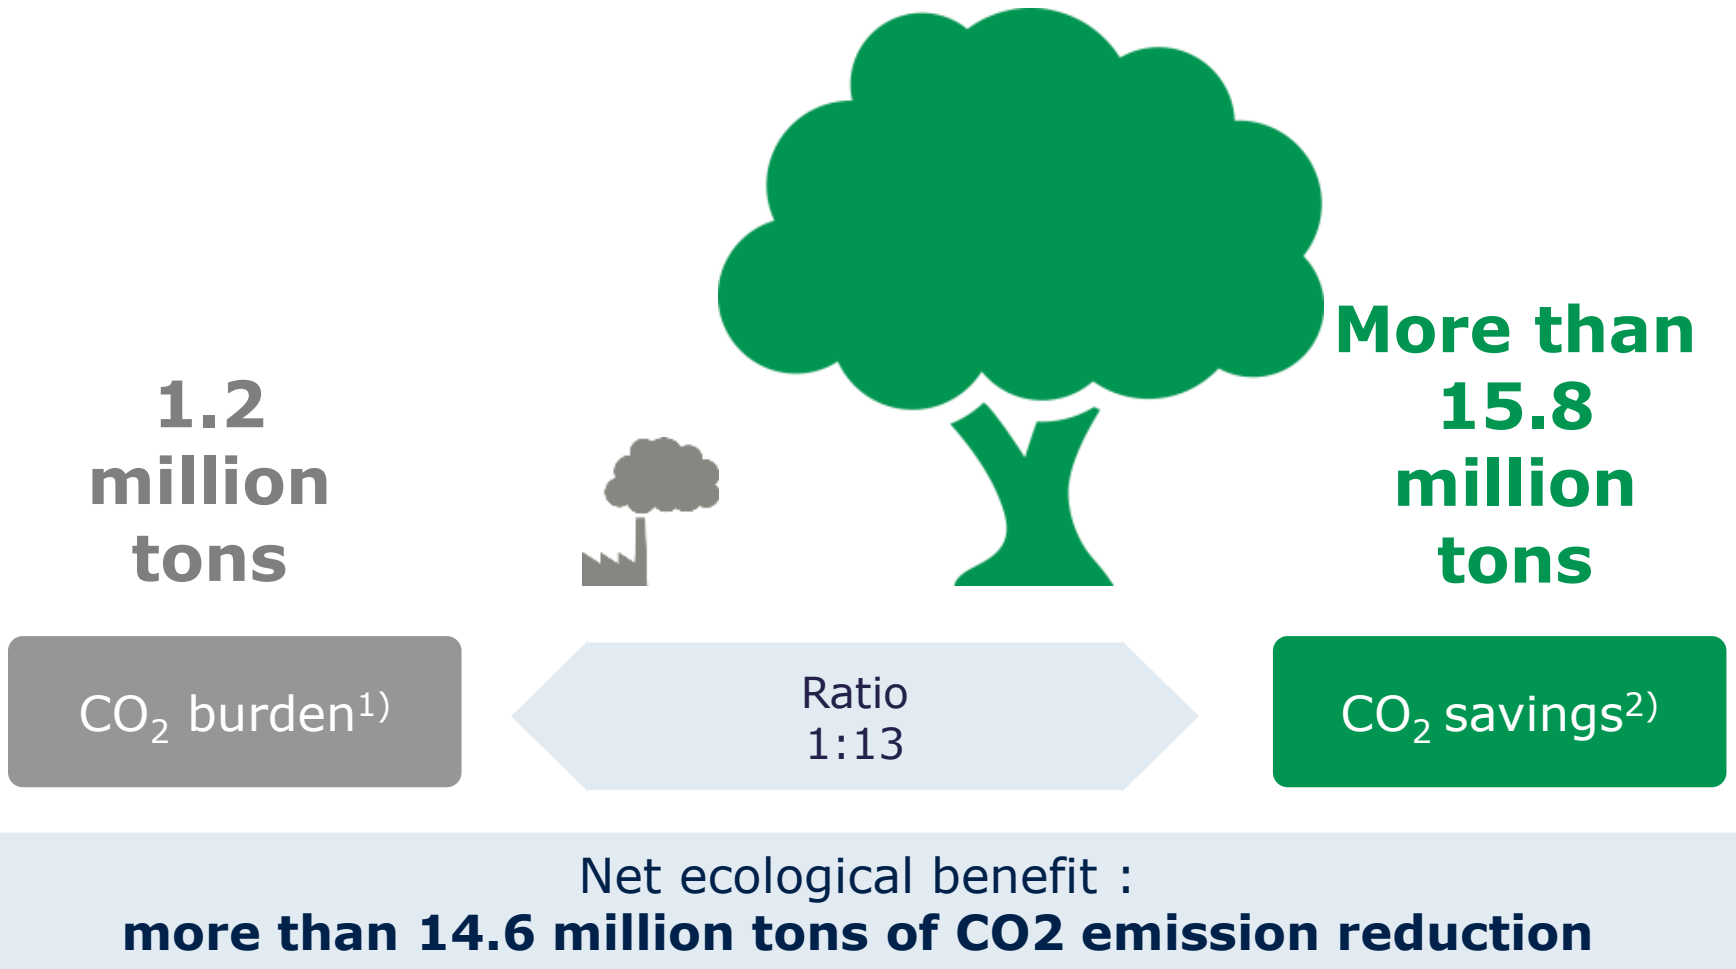 1.2
million
tons
More than
15.8
million
tons
CO₂ burden¹⁾
Ratio
1:13
CO₂ savings²⁾
Net ecological benefit :
more than 14.6 million tons of CO2 emission reduction